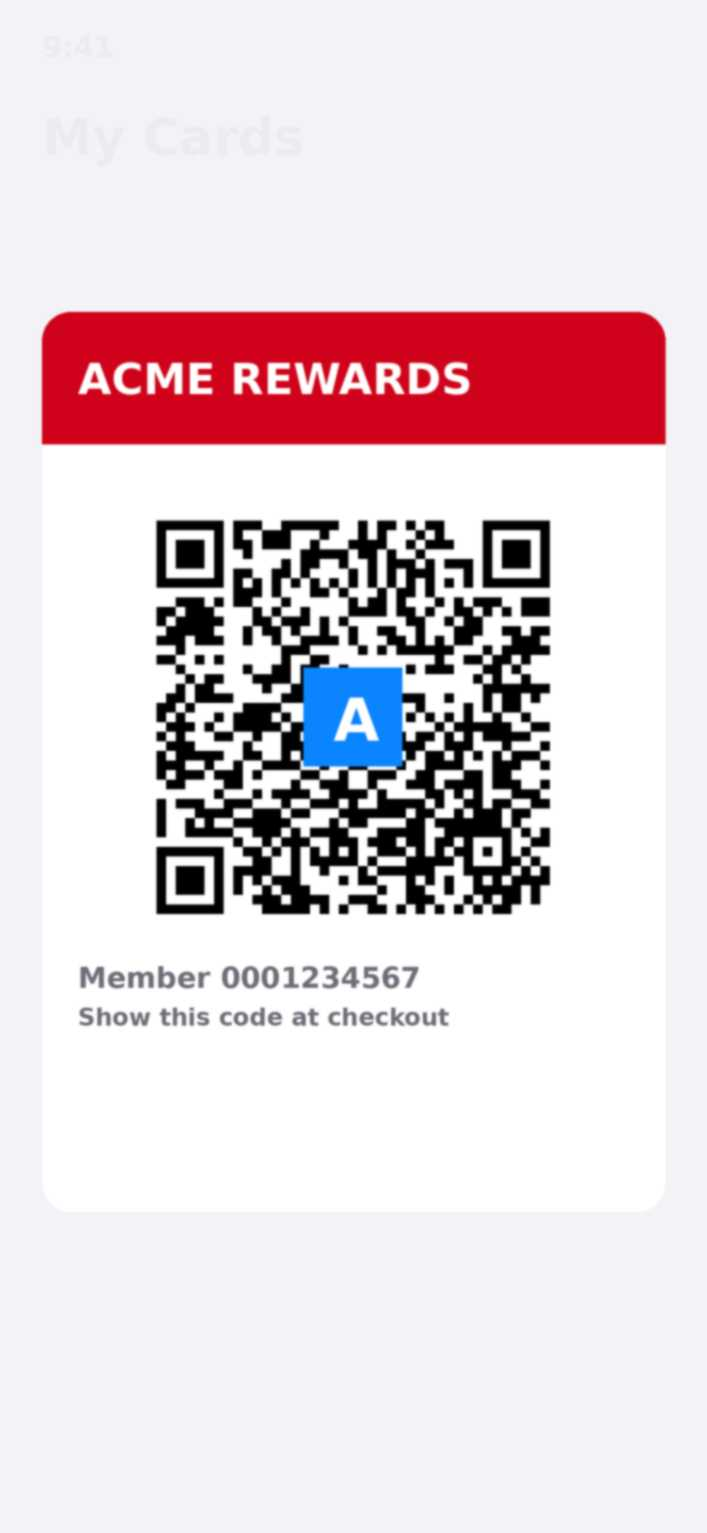 9:41
My Cards
ACME REWARDS
A
Member 0001234567
Show this code at checkout